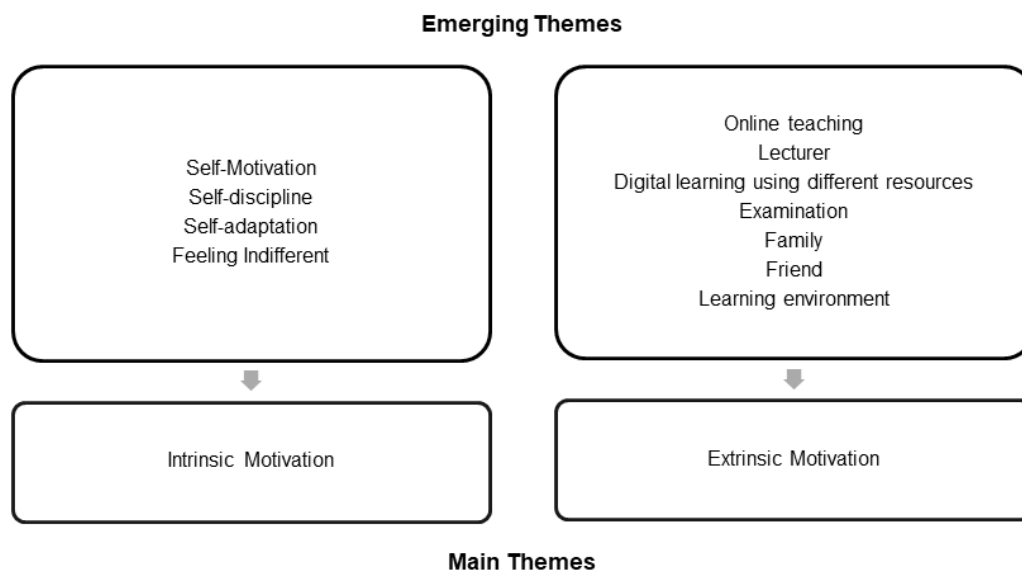 Emerging Themes
Self-Motivation
Self-discipline
Self-adaptation
Feeling Indifferent
Online teaching
Lecturer
Digital learning using different resources
Examination
Family
Friend
Learning environment
Intrinsic Motivation
Extrinsic Motivation
Main Themes